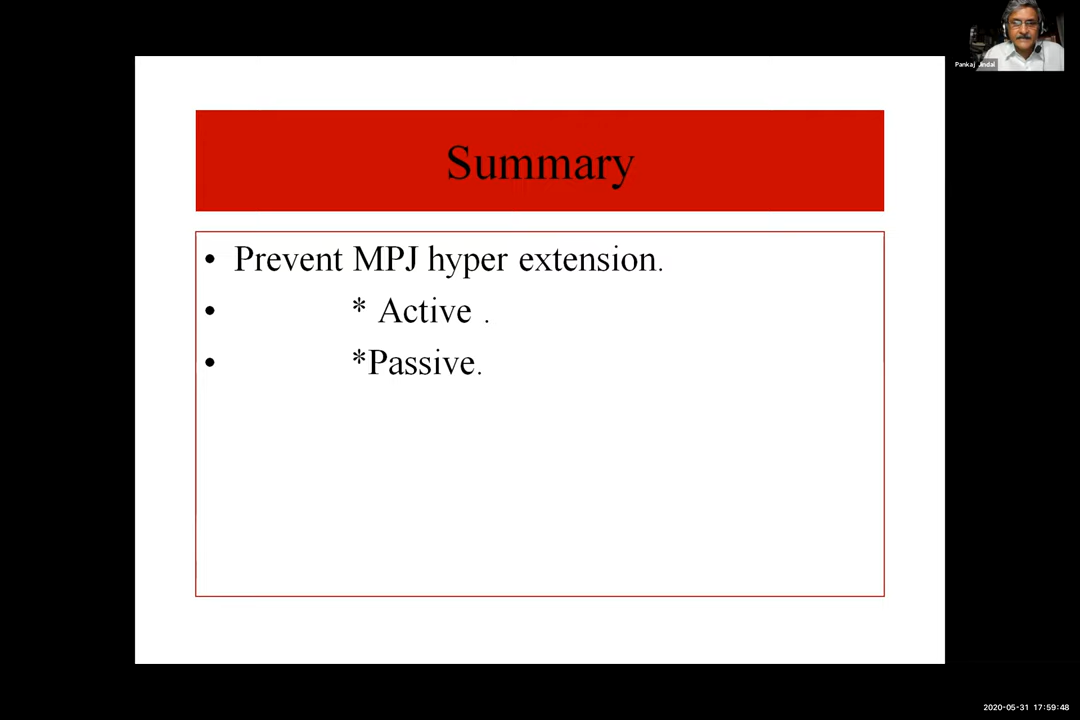 Pankaj Jindal
Summary
• Prevent MPJ hyper extension.
• * Active .
• *Passive.
2020-05-31 17:59:48